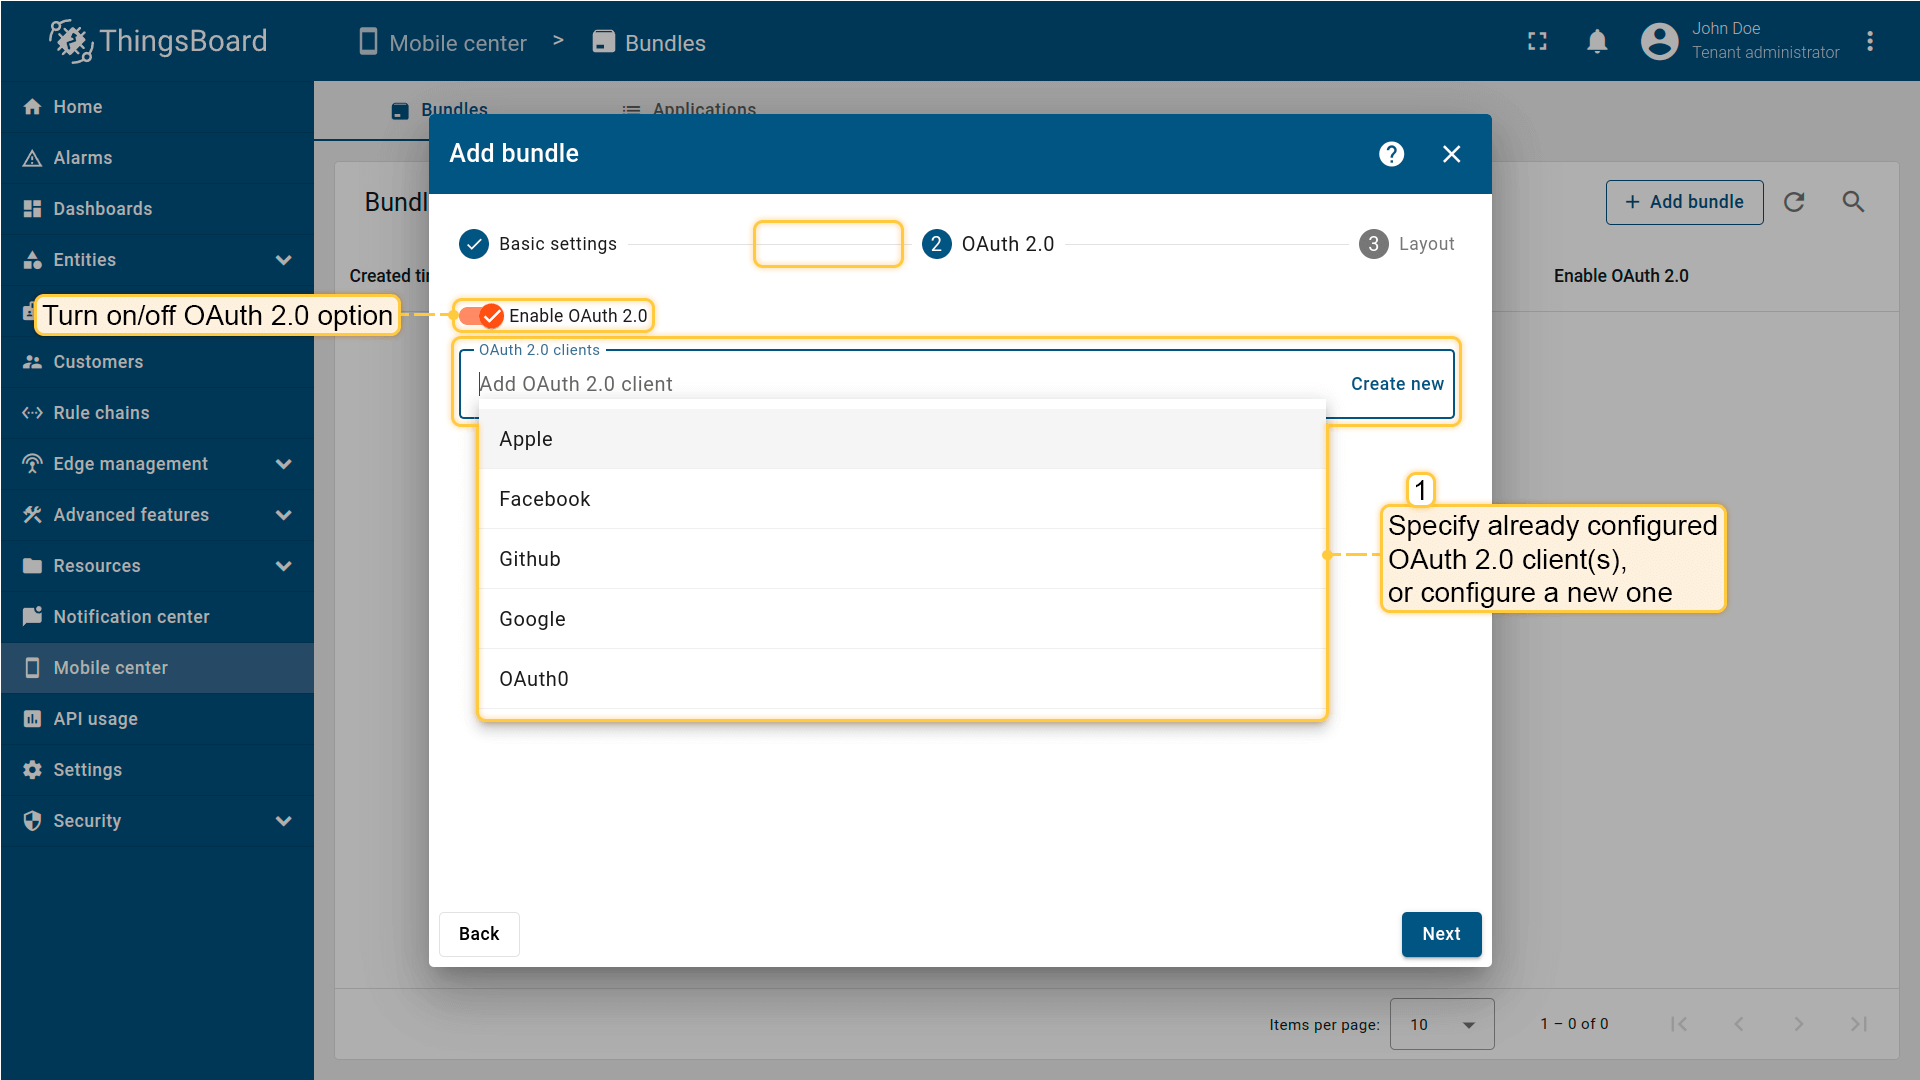 ThingsBoard
Mobile center > Bundles
John Doe
Tenant administrator
Home
Alarms
Dashboards
Entities
Customers
Rule chains
Edge management
Advanced features
Resources
Notification center
Mobile center
API usage
Settings
Security
Bundles
Applications
Bundl
+ Add bundle
Created ti
Enable OAuth 2.0
Add bundle
?
Basic settings
2 OAuth 2.0
3 Layout
Turn on/off OAuth 2.0 option
Enable OAuth 2.0
OAuth 2.0 clients
Add OAuth 2.0 client
Create new
Apple
Facebook
Github
Google
OAuth0
1
Specify already configured
OAuth 2.0 client(s),
or configure a new one
Back
Next
Items per page: 10
1 – 0 of 0